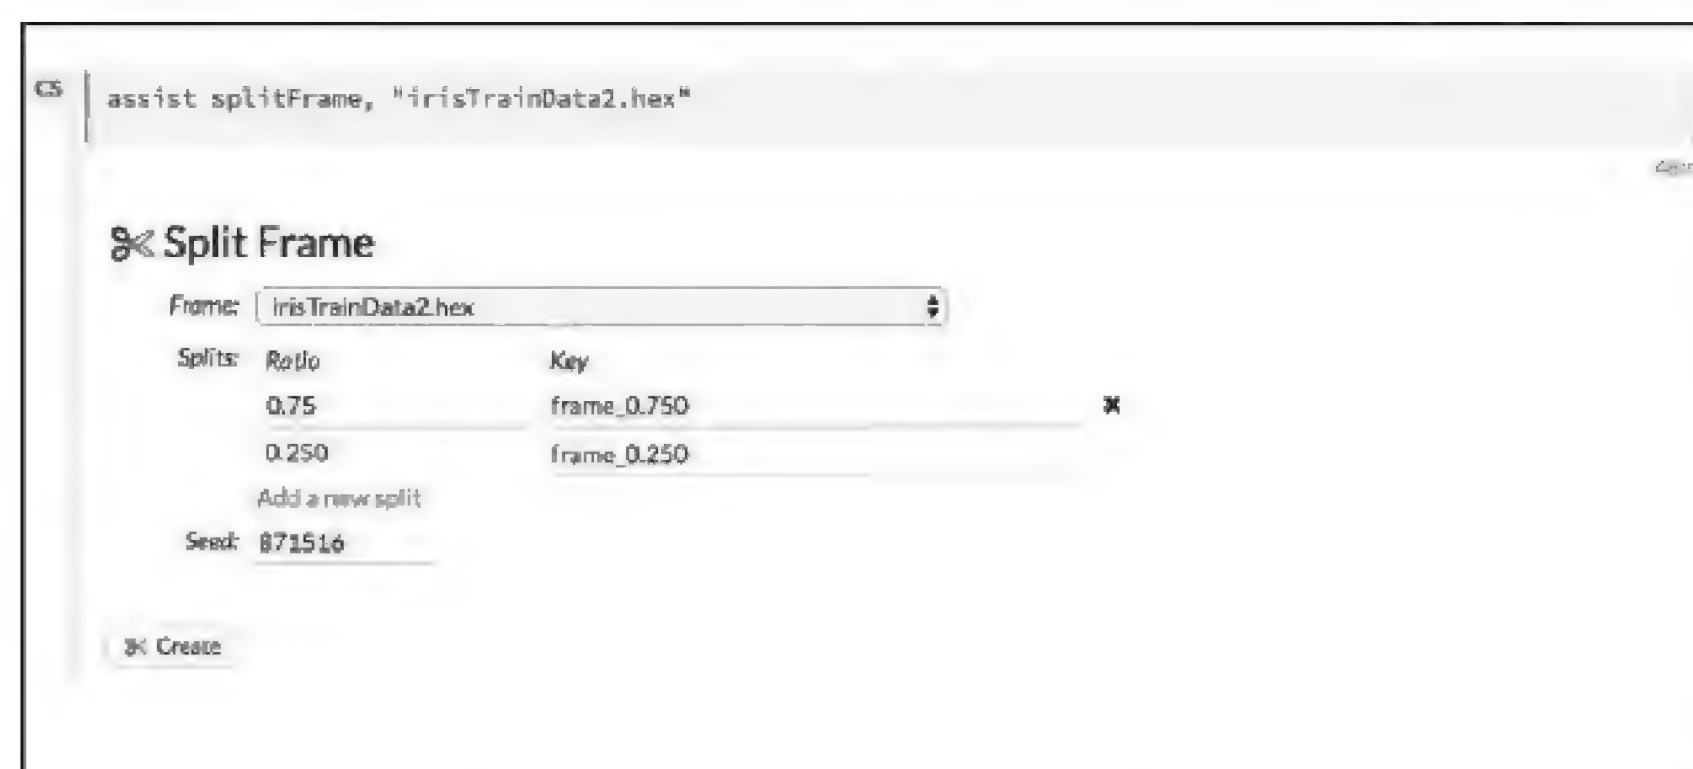 CS
assist splitFrame, "irisTrainData2.hex"
Split Frame
Frame: irisTrainData2.hex
Splits: Ratio Key
0.75 frame_0.750
0.250 frame_0.250
Add a new split
Seed: 871516
Create